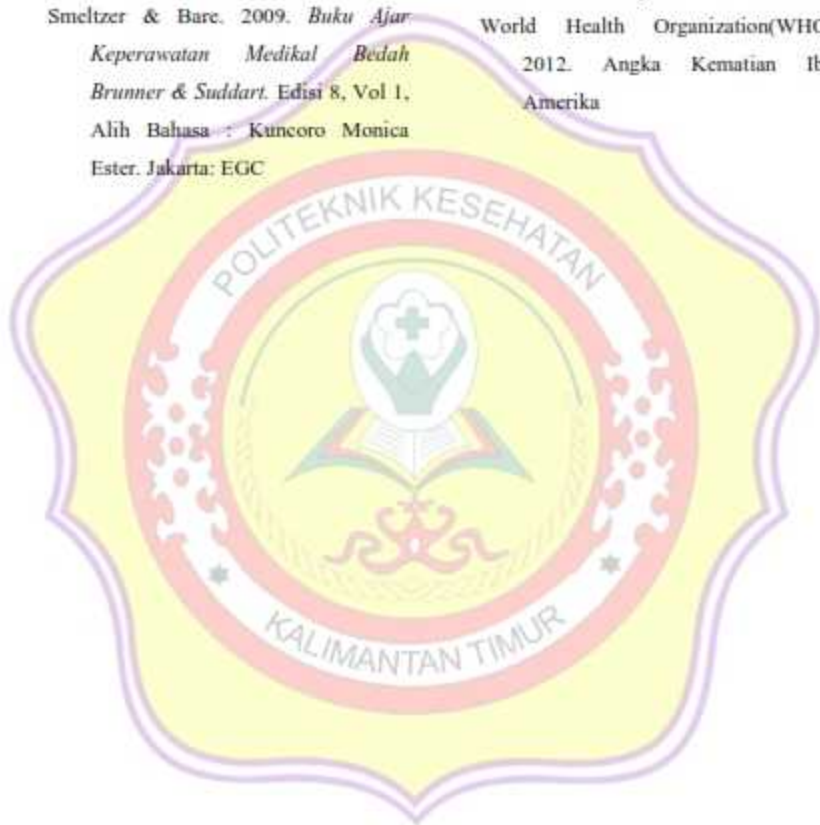 Smeltzer & Bare. 2009. Buku Ajar
Keperawatan Medikal Bedah
Brunner & Suddart. Edisi 8, Vol 1,
Alih Bahasa : Kuncoro Monica
Ester. Jakarta: EGC
World Health Organization(WHO
2012. Angka Kematian Ib
Amerika
POLITEKNIK KESEHATAN
KALIMANTAN TIMUR